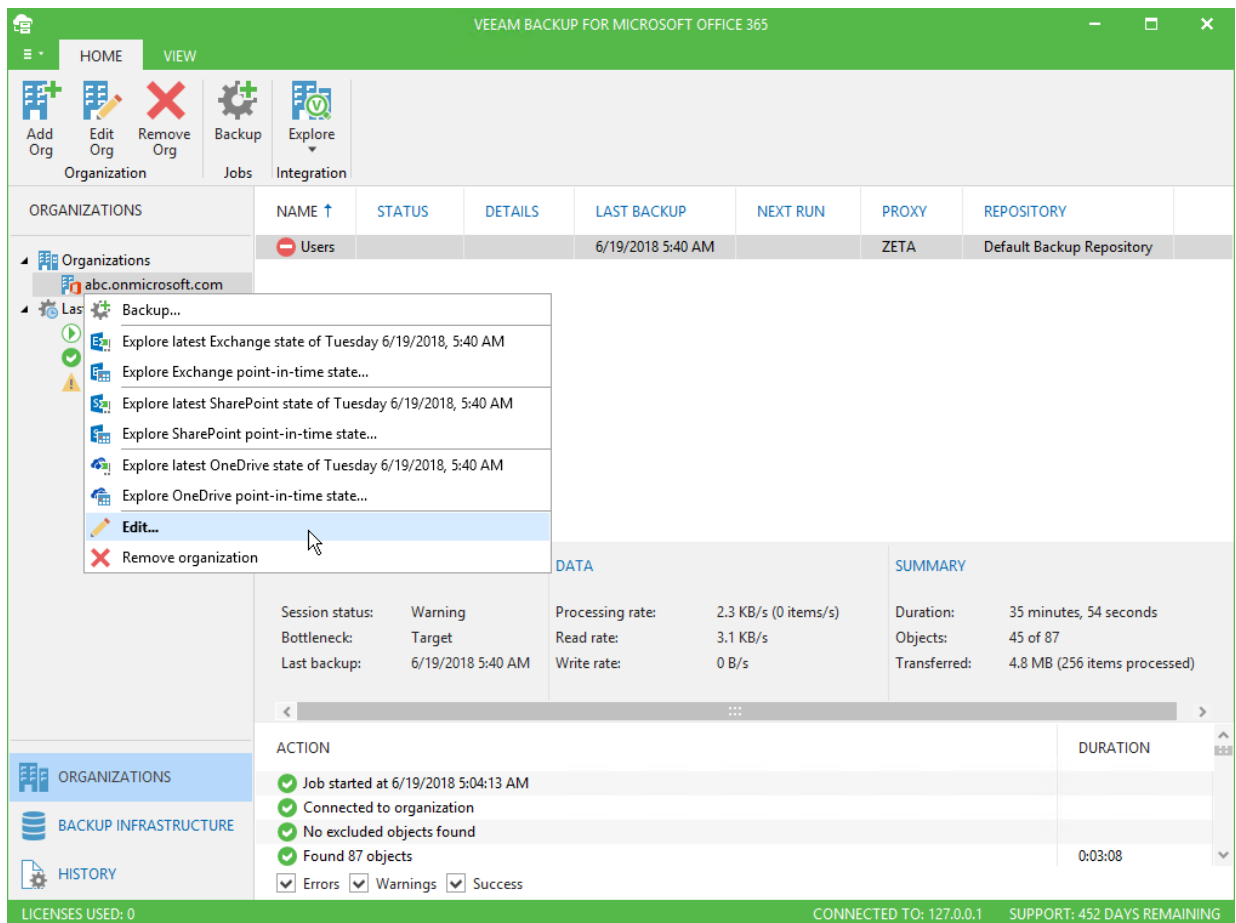 VEEAM BACKUP FOR MICROSOFT OFFICE 365
HOME VIEW
Add Org
Edit Org
Remove Org
Backup
Explore
Organization Jobs Integration
ORGANIZATIONS
NAME STATUS DETAILS LAST BACKUP NEXT RUN PROXY REPOSITORY
Users 6/19/2018 5:40 AM ZETA Default Backup Repository
Organizations
abc.onmicrosoft.com
Las
Backup...
Explore latest Exchange state of Tuesday 6/19/2018, 5:40 AM
Explore Exchange point-in-time state...
Explore latest SharePoint state of Tuesday 6/19/2018, 5:40 AM
Explore SharePoint point-in-time state...
Explore latest OneDrive state of Tuesday 6/19/2018, 5:40 AM
Explore OneDrive point-in-time state...
Edit...
Remove organization
DATA SUMMARY
Session status: Warning Processing rate: 2.3 KB/s (0 items/s) Duration: 35 minutes, 54 seconds
Bottleneck: Target Read rate: 3.1 KB/s Objects: 45 of 87
Last backup: 6/19/2018 5:40 AM Write rate: 0 B/s Transferred: 4.8 MB (256 items processed)
ACTION DURATION
Job started at 6/19/2018 5:04:13 AM
Connected to organization
No excluded objects found
Found 87 objects 0:03:08
Errors Warnings Success
ORGANIZATIONS
BACKUP INFRASTRUCTURE
HISTORY
LICENSES USED: 0 CONNECTED TO: 127.0.0.1 SUPPORT: 452 DAYS REMAINING